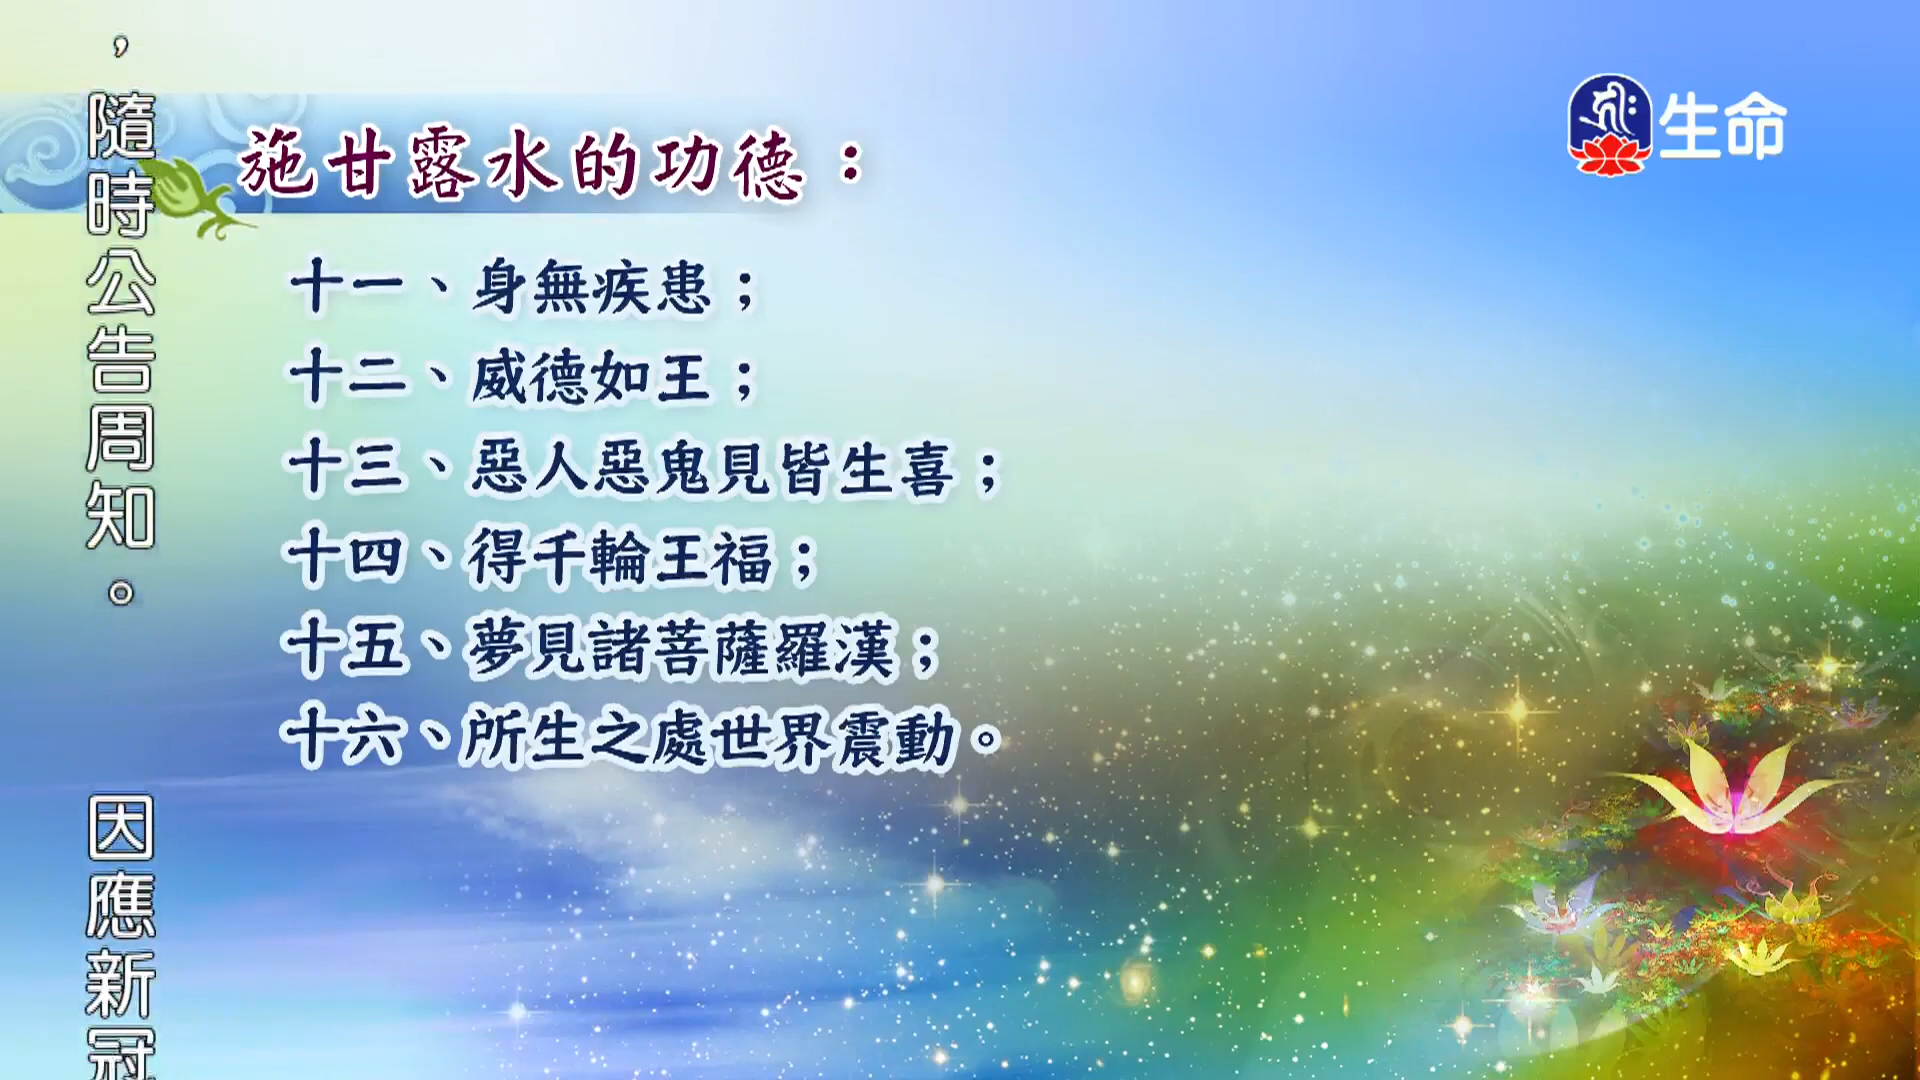 ，隨時公告周知。 因應新冠
施甘露水的功德：
十一、身無疾患；
十二、威德如王；
十三、惡人惡鬼見皆生喜；
十四、得千輪王福；
十五、夢見諸菩薩羅漢；
十六、所生之處世界震動。
生命